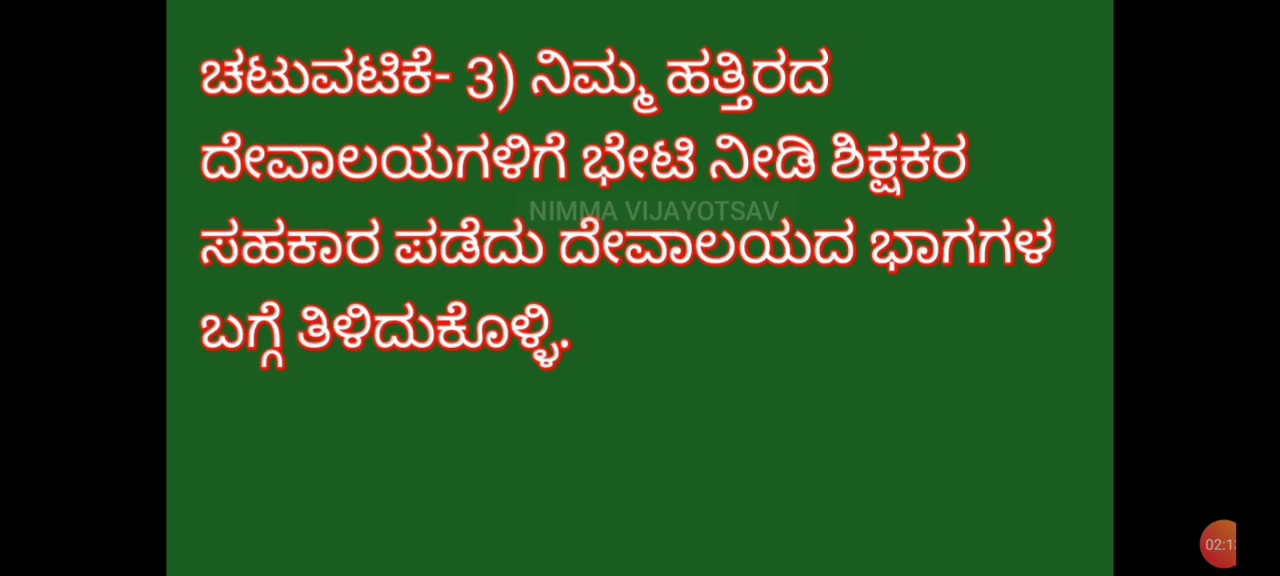 ಚಟುವಟಿಕೆ- 3) ನಿಮ್ಮ ಹತ್ತಿರದ
ದೇವಾಲಯಗಳಿಗೆ ಭೇಟಿ ನೀಡಿ ಶಿಕ್ಷಕರ
NIMMA VIJAYOTSAV
ಸಹಕಾರ ಪಡೆದು ದೇವಾಲಯದ ಭಾಗಗಳ
ಬಗ್ಗೆ ತಿಳಿದುಕೊಳ್ಳಿ.